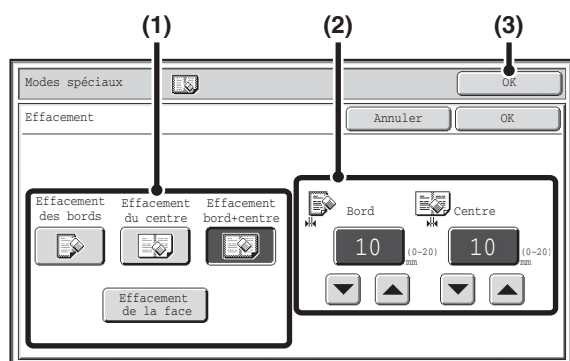 (1) (2) (3)
Modes spéciaux OK
Effacement Annuler OK
Effacement des bords
Effacement du centre
Effacement bord+centre
Effacement de la face
Bord Centre
10 (0~20) mm 10 (0~20) mm